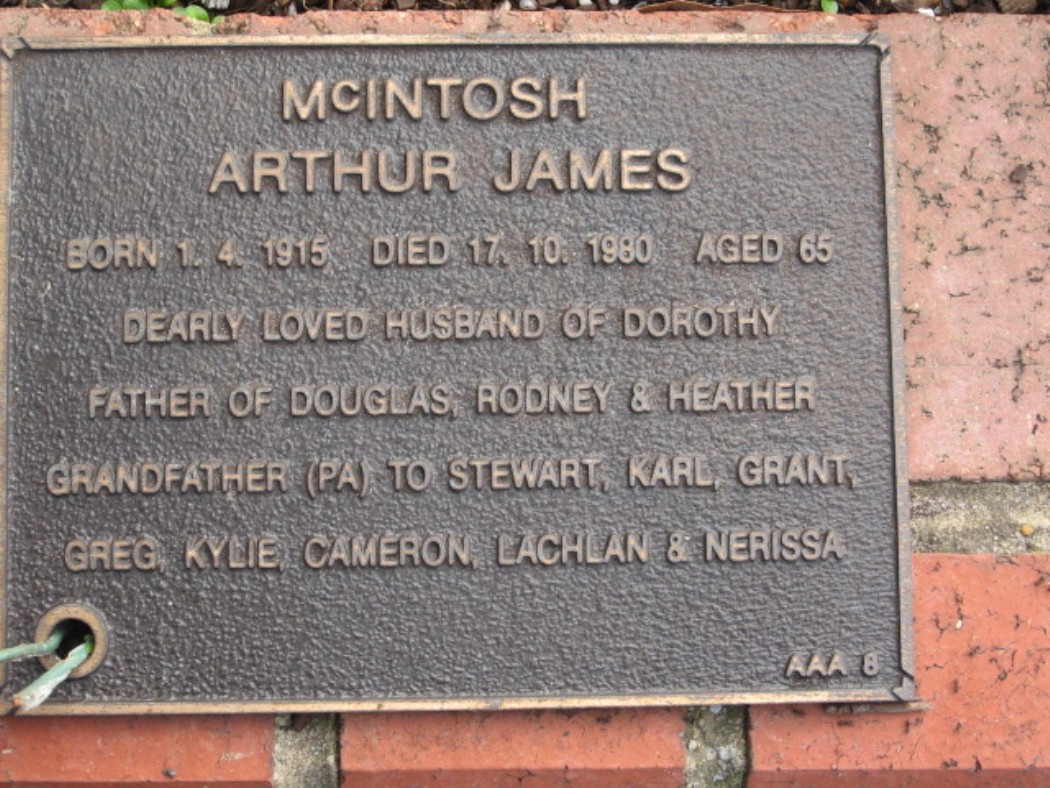 McINTOSH
ARTHUR JAMES
BORN 1. 4. 1915 DIED 17. 10. 1980 AGED 65
DEARLY LOVED HUSBAND OF DOROTHY
FATHER OF DOUGLAS, RODNEY & HEATHER
GRANDFATHER (PA) TO STEWART, KARL, GRANT,
GREG, KYLIE, CAMERON, LACHLAN & NERISSA
AAA 8